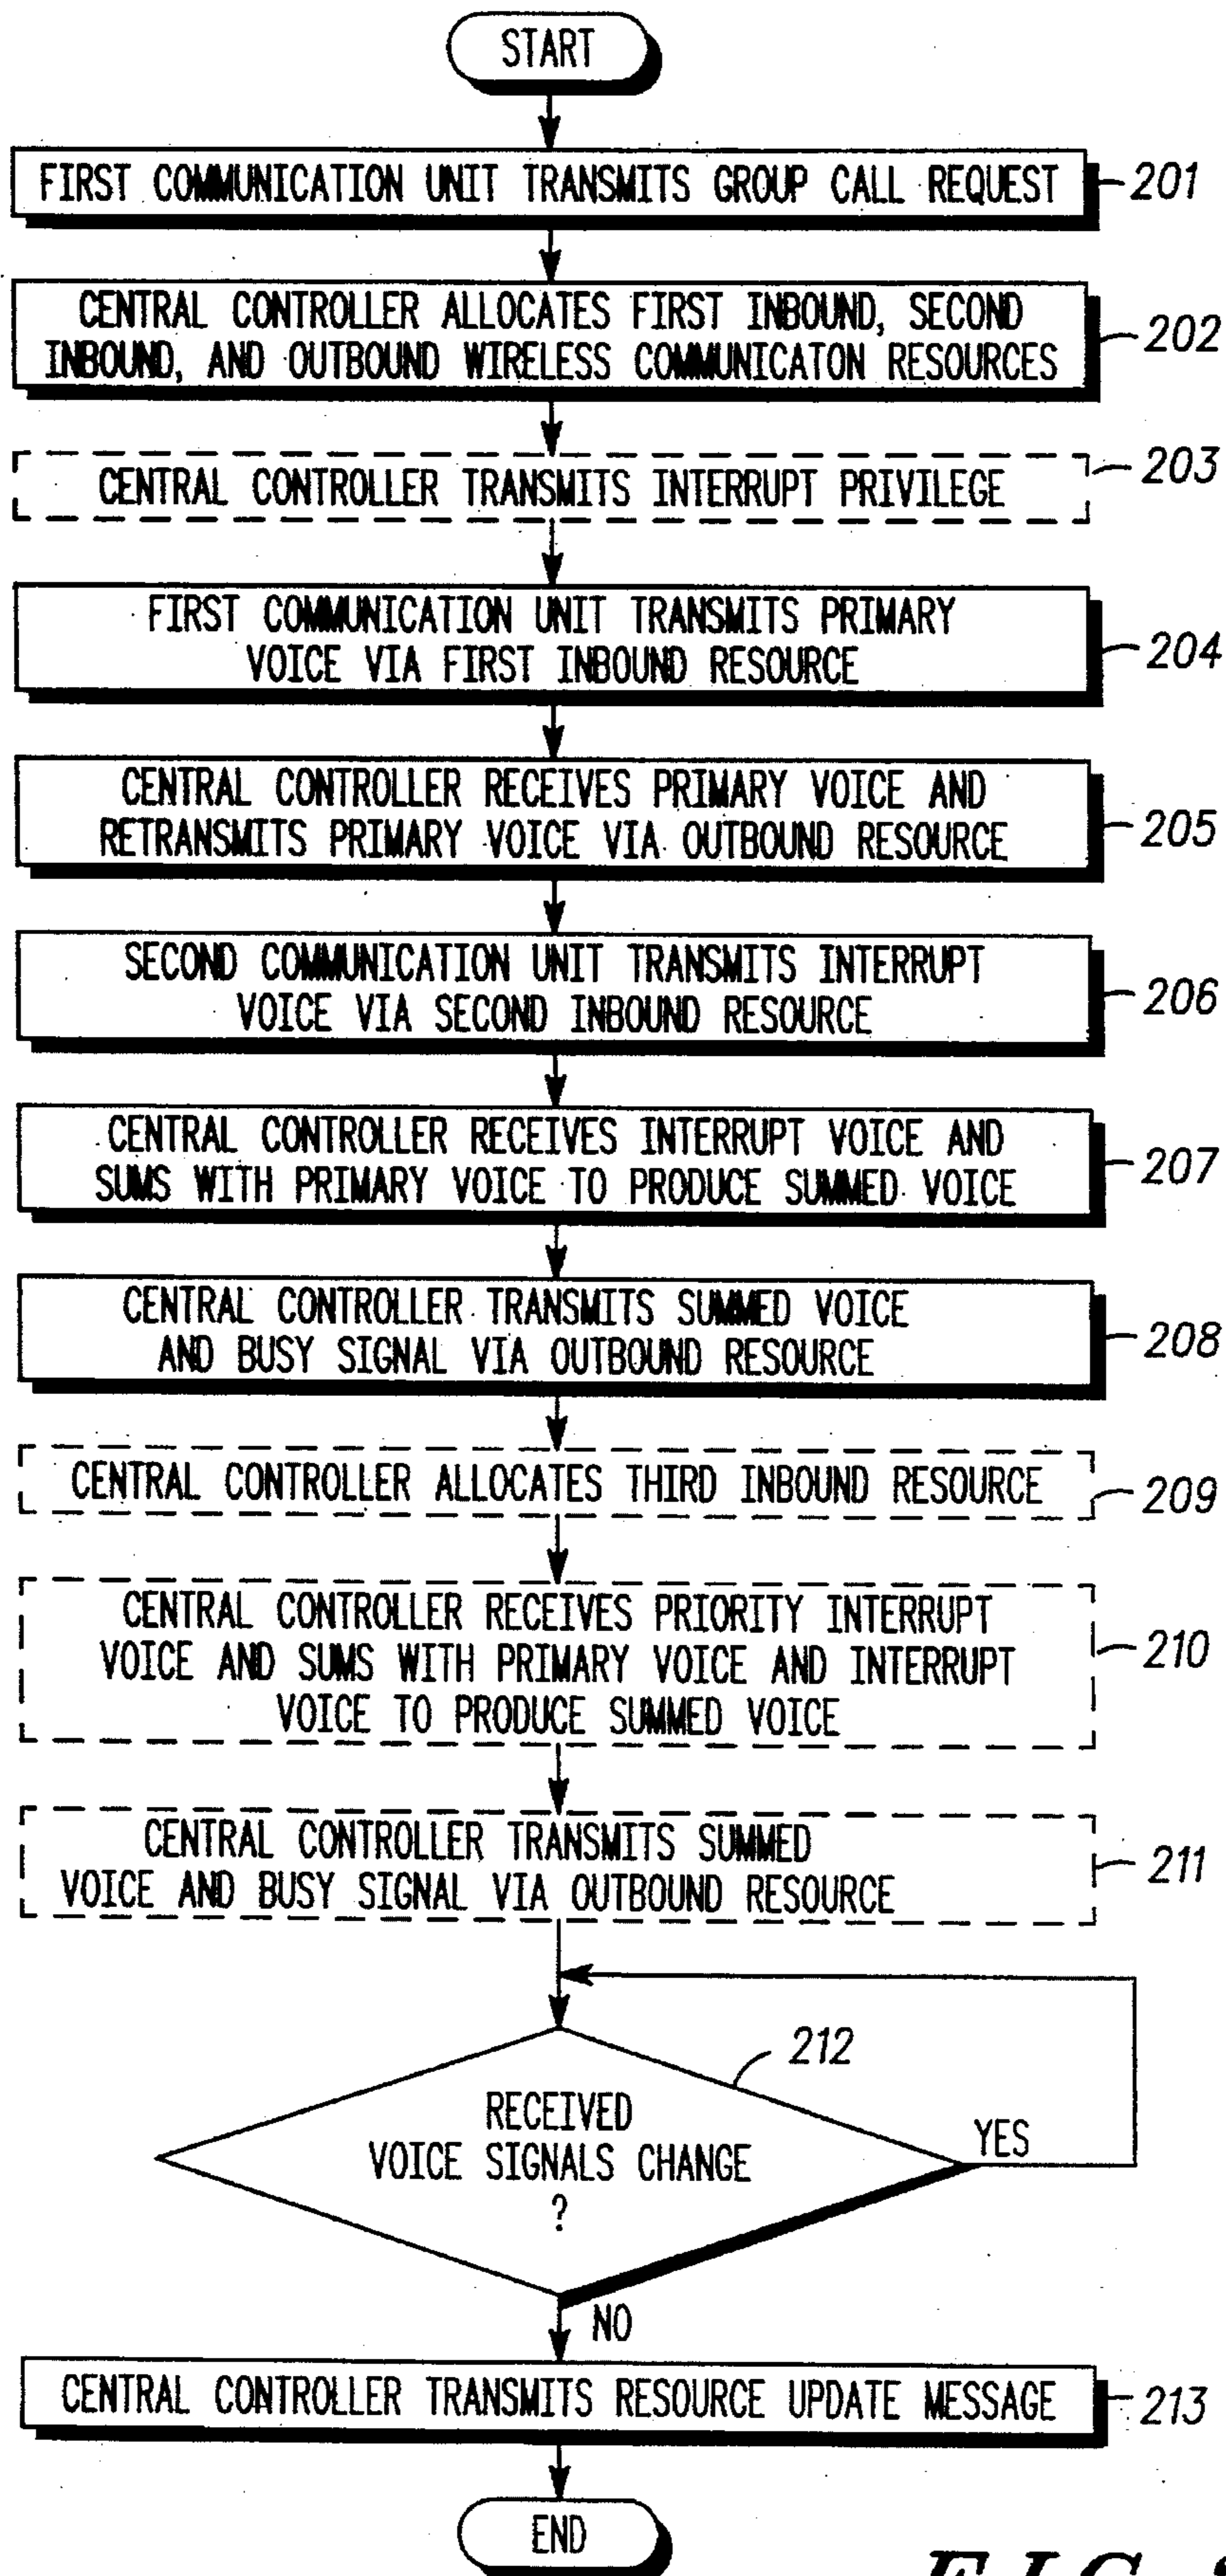 START
FIRST COMMUNICATION UNIT TRANSMITS GROUP CALL REQUEST
201
CENTRAL CONTROLLER ALLOCATES FIRST INBOUND, SECOND
INBOUND, AND OUTBOUND WIRELESS COMMUNICATON RESOURCES
202
CENTRAL CONTROLLER TRANSMITS INTERRUPT PRIVILEGE
203
FIRST COMMUNICATION UNIT TRANSMITS PRIMARY
VOICE VIA FIRST INBOUND RESOURCE
204
CENTRAL CONTROLLER RECEIVES PRIMARY VOICE AND
RETRANSMITS PRIMARY VOICE VIA OUTBOUND RESOURCE
205
SECOND COMMUNICATION UNIT TRANSMITS INTERRUPT
VOICE VIA SECOND INBOUND RESOURCE
206
CENTRAL CONTROLLER RECEIVES INTERRUPT VOICE AND
SUMS WITH PRIMARY VOICE TO PRODUCE SUMMED VOICE
207
CENTRAL CONTROLLER TRANSMITS SUMMED VOICE
AND BUSY SIGNAL VIA OUTBOUND RESOURCE
208
CENTRAL CONTROLLER ALLOCATES THIRD INBOUND RESOURCE
209
CENTRAL CONTROLLER RECEIVES PRIORITY INTERRUPT
VOICE AND SUMS WITH PRIMARY VOICE AND INTERRUPT
VOICE TO PRODUCE SUMMED VOICE
210
CENTRAL CONTROLLER TRANSMITS SUMMED
VOICE AND BUSY SIGNAL VIA OUTBOUND RESOURCE
211
212
RECEIVED
VOICE SIGNALS CHANGE
?
YES
NO
CENTRAL CONTROLLER TRANSMITS RESOURCE UPDATE MESSAGE
213
END